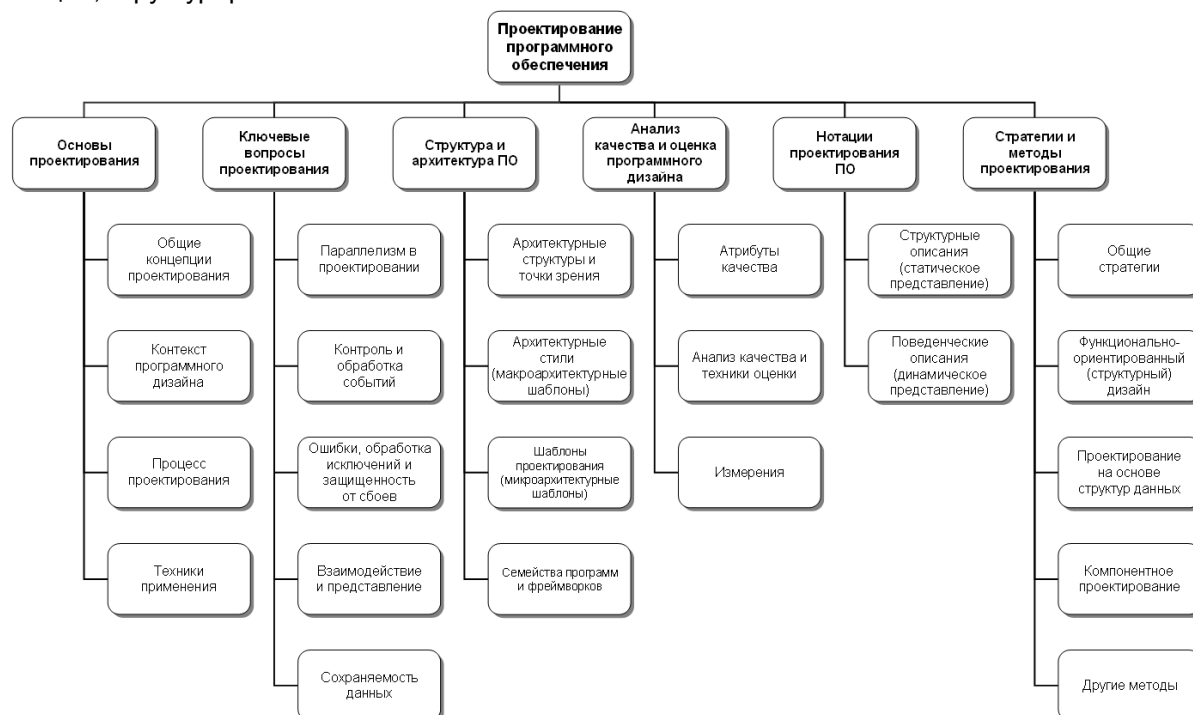 Проектирование
программного
обеспечения
Основы
проектирования
Ключевые
вопросы
проектирования
Структура и
архитектура ПО
Анализ
качества и оценка
программного
дизайна
Нотации
проектирования
ПО
Стратегии и
методы
проектирования
Общие
концепции
проектирования
Контекст
программного
дизайна
Процесс
проектирования
Техники
применения
Параллелизм в
проектировании
Контроль и
обработка
событий
Ошибки, обработка
исключений и
защищенность
от сбоев
Взаимодействие
и представление
Сохраняемость
данных
Архитектурные
структуры и
точки зрения
Архитектурные
стили
(макроархитектурные
шаблоны)
Шаблоны
проектирования
(микроархитектурные
шаблоны)
Семейства программ
и фреймворков
Атрибуты
качества
Анализ качества и
техники оценки
Измерения
Структурные
описания
(статическое
представление)
Поведенческие
описания
(динамическое
представление)
Общие
стратегии
Функционально-
ориентированный
(структурный)
дизайн
Проектирование
на основе
структур данных
Компонентное
проектирование
Другие методы